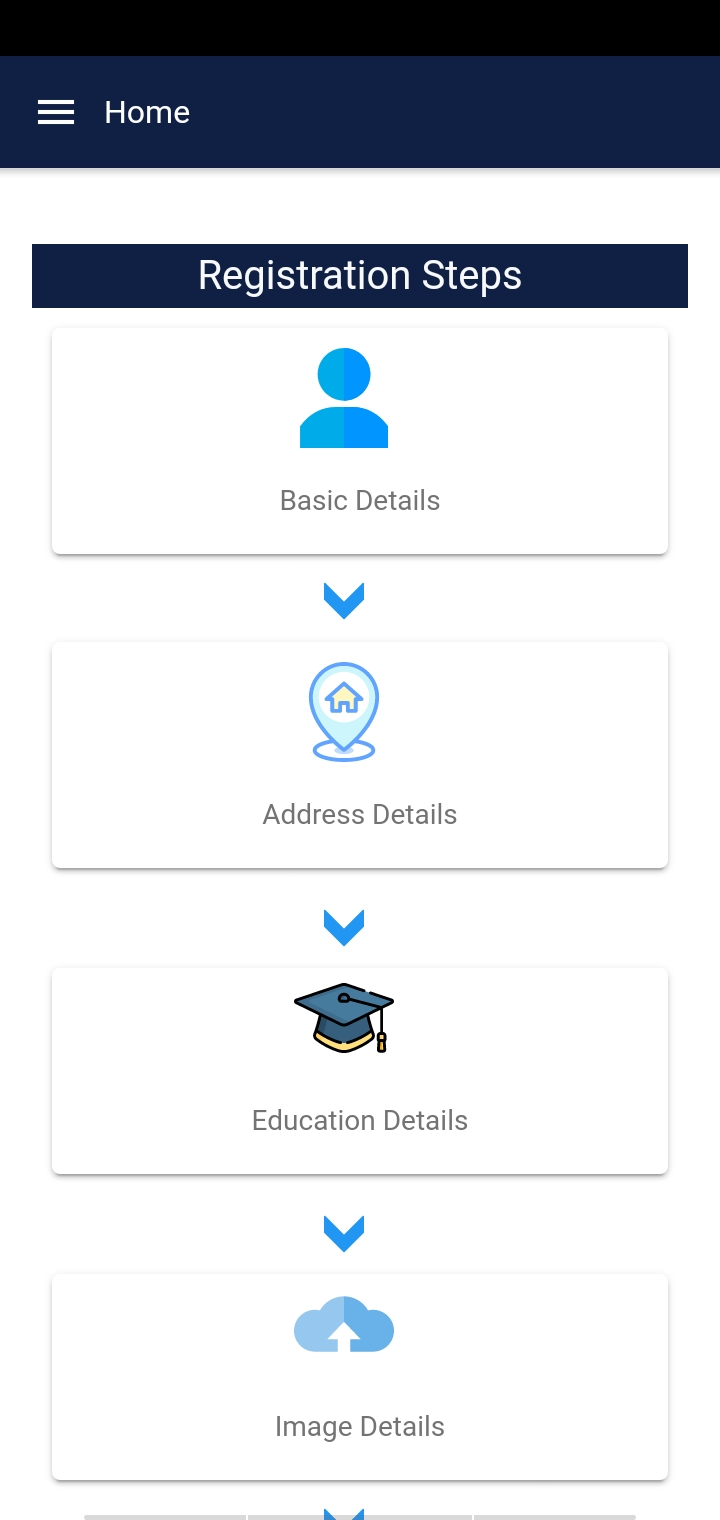 Home
Registration Steps
Basic Details
Address Details
Education Details
Image Details